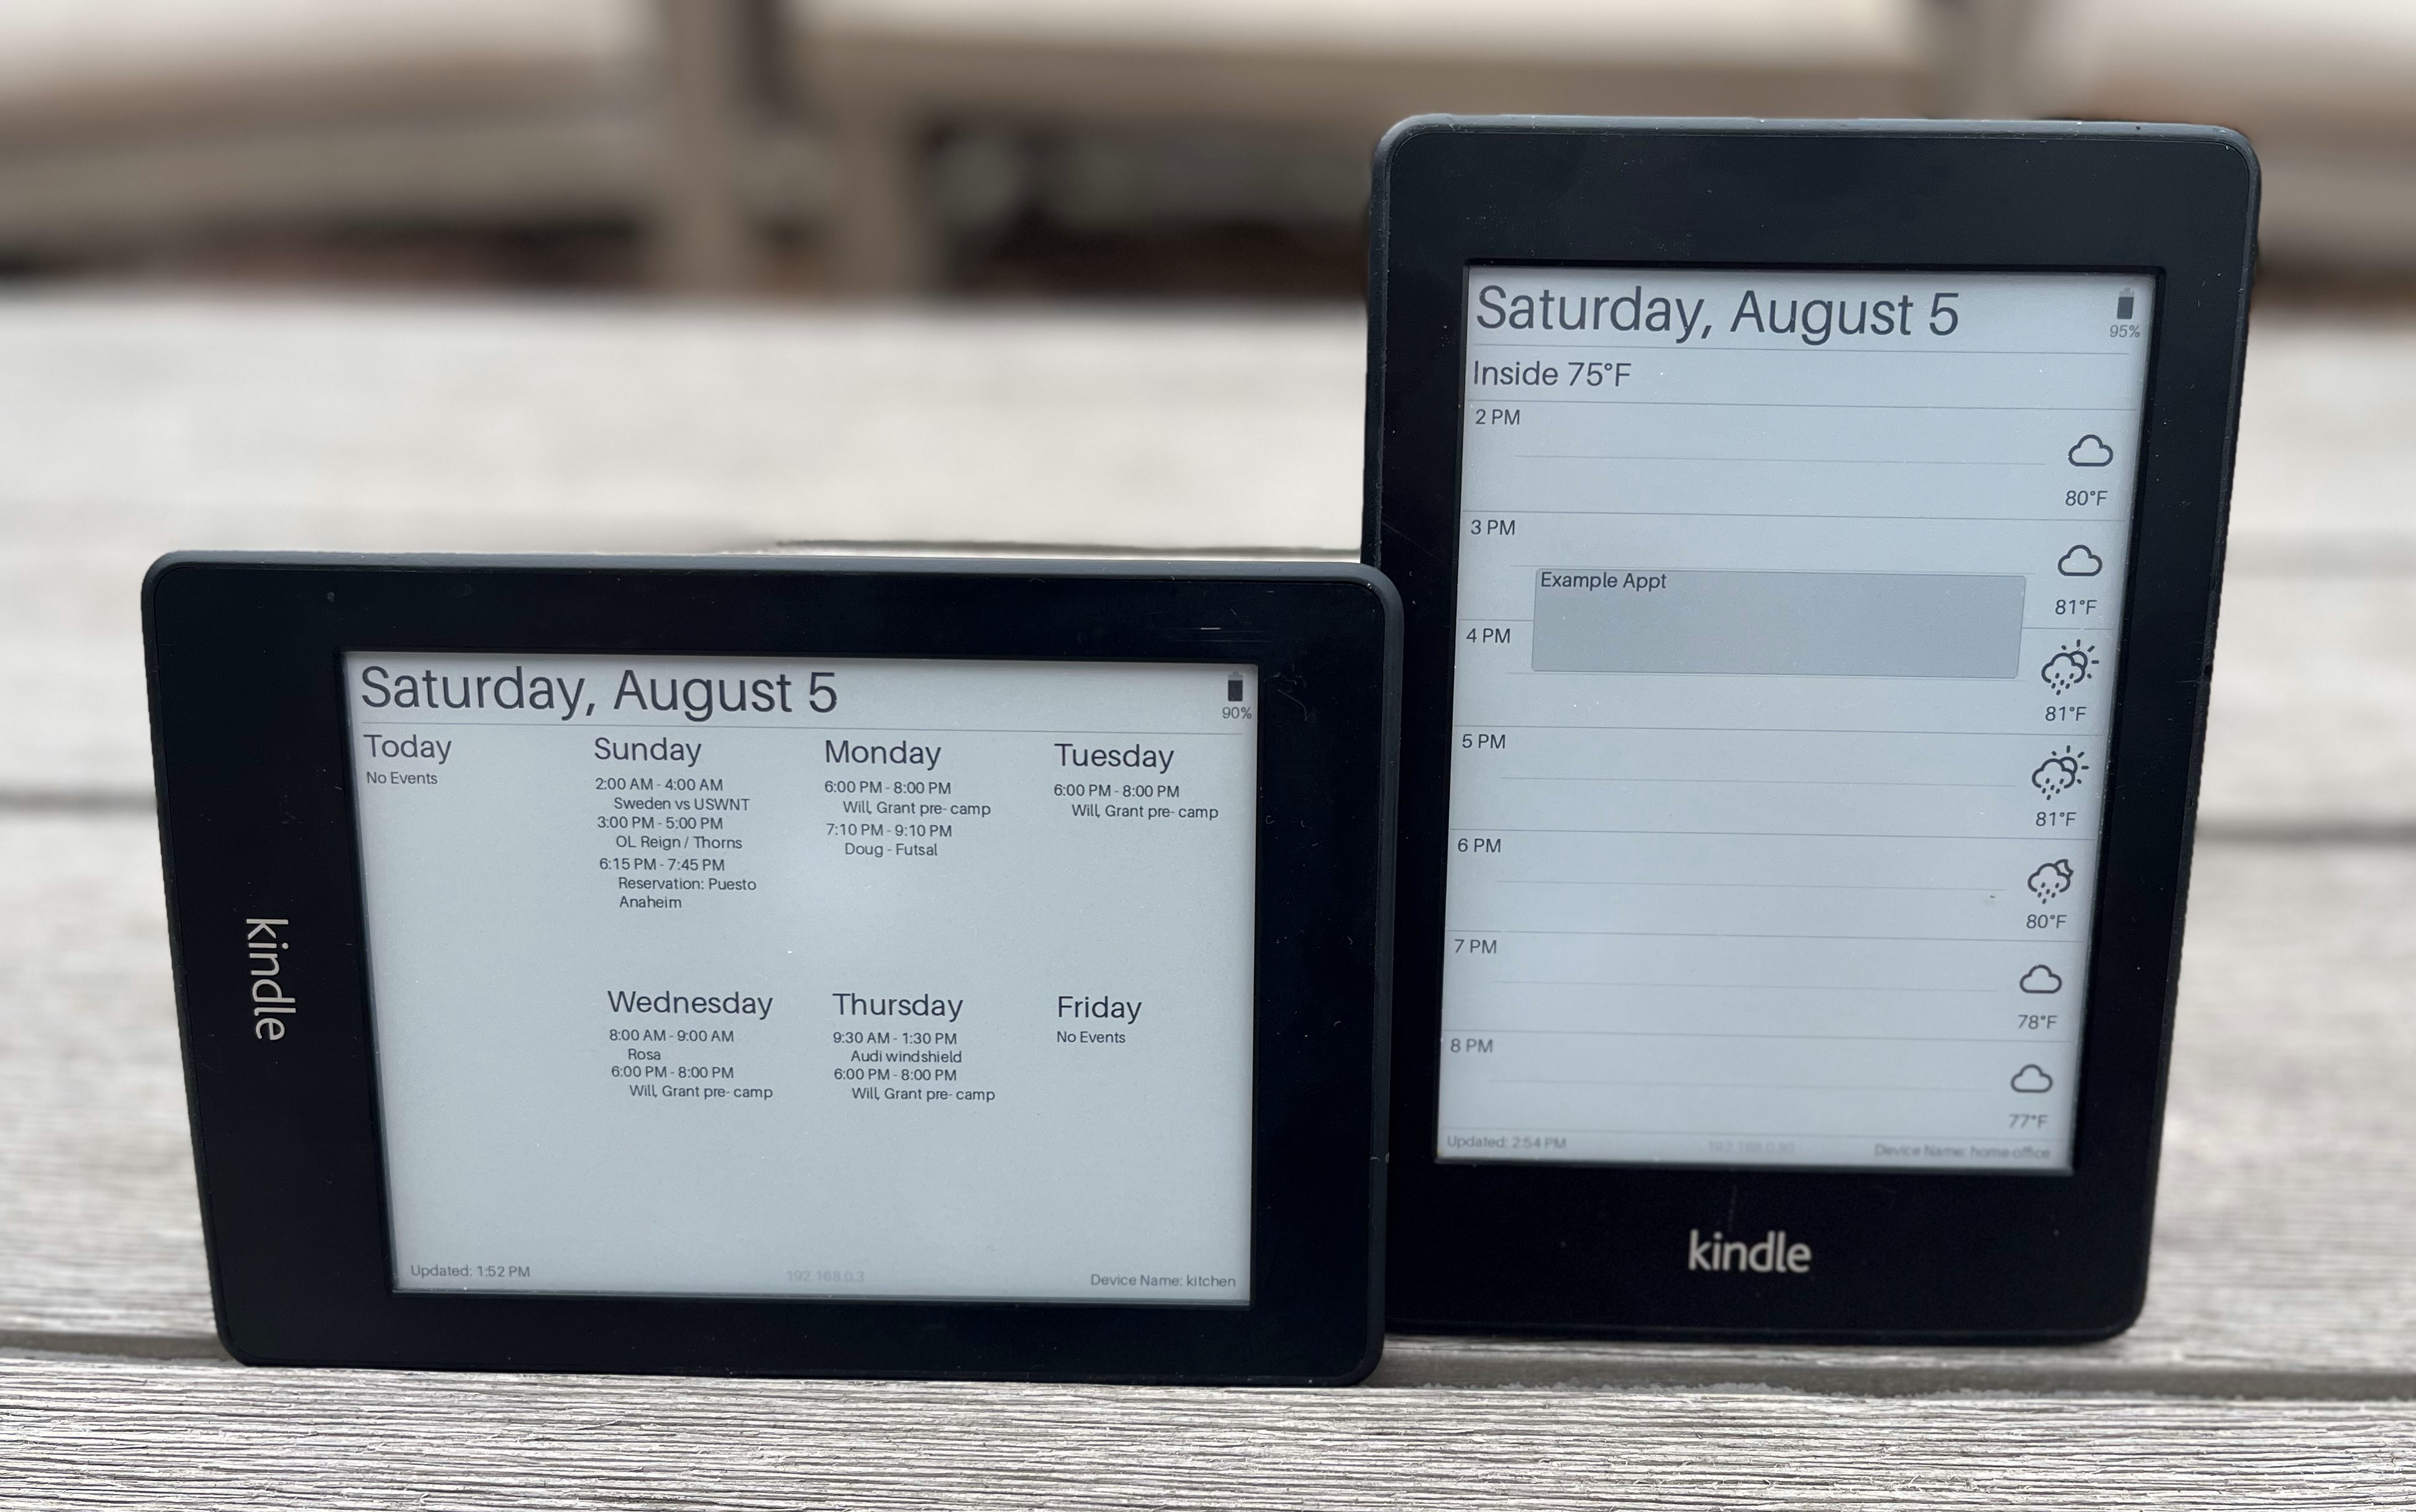 Saturday, August 5
90%
Today
No Events
Sunday
2:00 AM - 4:00 AM
Sweden vs USWNT
3:00 PM - 5:00 PM
OL Reign / Thorns
6:15 PM - 7:45 PM
Reservation: Puesto
Anaheim
Monday
6:00 PM - 8:00 PM
Will, Grant pre- camp
7:10 PM - 9:10 PM
Doug - Futsal
Tuesday
6:00 PM - 8:00 PM
Will, Grant pre- camp
Wednesday
8:00 AM - 9:00 AM
Rosa
6:00 PM - 8:00 PM
Will, Grant pre- camp
Thursday
9:30 AM - 1:30 PM
Audi windshield
6:00 PM - 8:00 PM
Will, Grant pre- camp
Friday
No Events
Updated: 1:52 PM
192.168.0.3
Device Name: kitchen
kindle
Saturday, August 5
95%
Inside 75°F
2 PM
80°F
3 PM
81°F
Example Appt
4 PM
81°F
5 PM
81°F
6 PM
80°F
7 PM
78°F
8 PM
77°F
Updated: 2:54 PM
Device Name: home-office
kindle